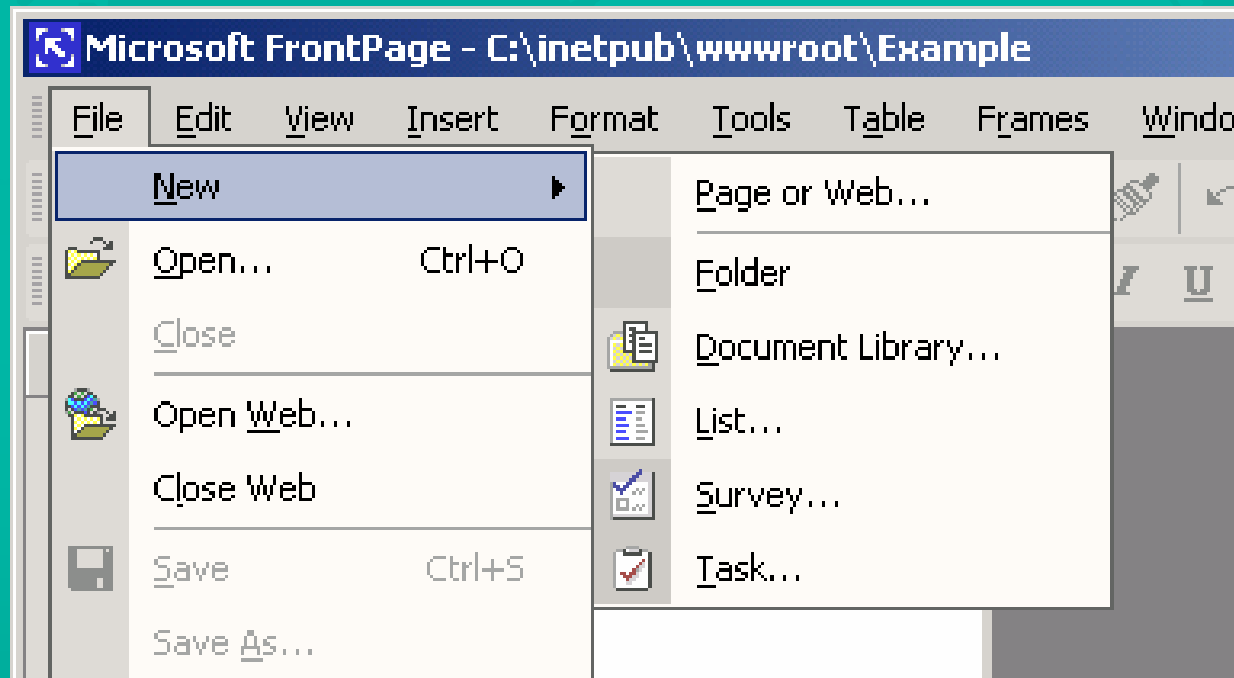 Microsoft FrontPage - C:\inetpub\wwwroot\Example
File Edit View Insert Format Tools Table Frames
New
Open... Ctrl+O
Close
Open Web...
Close Web
Save Ctrl+S
Save As...
Page or Web...
Folder
Document Library...
List...
Survey...
Task...
I U